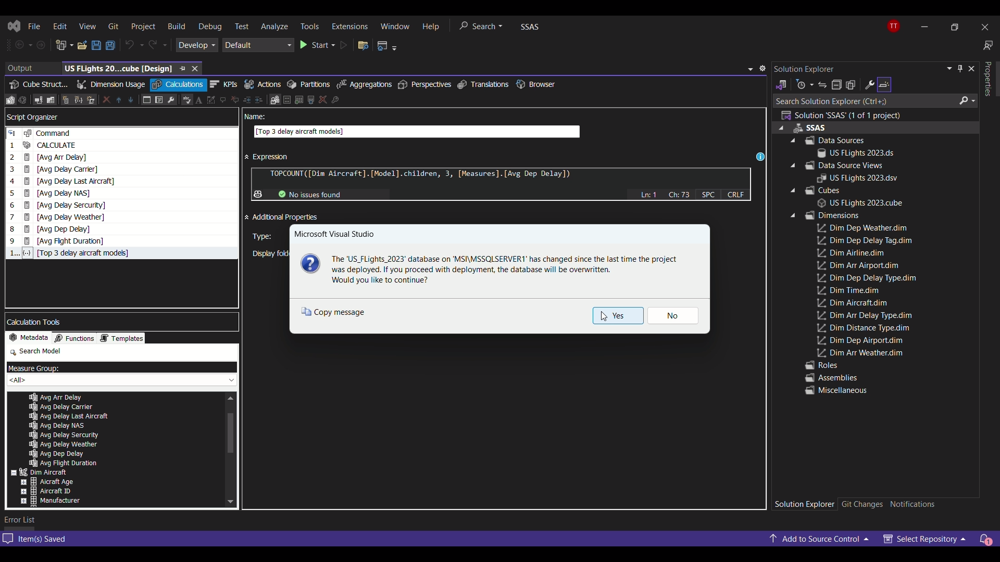 File Edit View Git Project Build Debug Test Analyze Tools Extensions Window Help Search SSAS TT
Develop Default Start
Output US FLights 20...cube [Design]
Cube Struct... Dimension Usage Calculations KPIs Actions Partitions Aggregations Perspectives Translations Browser
Script Organizer
Command
1 CALCULATE
2 [Avg Arr Delay]
3 [Avg Delay Carrier]
4 [Avg Delay Last Aircraft]
5 [Avg Delay NAS]
6 [Avg Delay Sercurity]
7 [Avg Delay Weather]
8 [Avg Dep Delay]
9 [Avg Flight Duration]
1... [Top 3 delay aircraft models]
Calculation Tools
Metadata Functions Templates
Search Model
Measure Group:
<All>
Avg Arr Delay
Avg Delay Carrier
Avg Delay Last Aircraft
Avg Delay NAS
Avg Delay Sercurity
Avg Delay Weather
Avg Dep Delay
Avg Flight Duration
Dim Aircraft
Aicraft Age
Aircraft ID
Manufacturer
Name:
[Top 3 delay aircraft models]
Expression
TOPCOUNT([Dim Aircraft].[Model].children, 3, [Measures].[Avg Dep Delay])
No issues found Ln: 1 Ch: 73 SPC CRLF
Additional Properties
Type:
Display fold
Microsoft Visual Studio
The 'US_FLights_2023' database on 'MSI\MSSQLSERVER1' has changed since the last time the project
was deployed. If you proceed with deployment, the database will be overwritten.
Would you like to continue?
Copy message Yes No
Solution Explorer
Search Solution Explorer (Ctrl+;)
Solution 'SSAS' (1 of 1 project)
SSAS
Data Sources
US FLights 2023.ds
Data Source Views
US FLights 2023.dsv
Cubes
US FLights 2023.cube
Dimensions
Dim Dep Weather.dim
Dim Dep Delay Tag.dim
Dim Airline.dim
Dim Arr Airport.dim
Dim Dep Delay Type.dim
Dim Time.dim
Dim Aircraft.dim
Dim Arr Delay Type.dim
Dim Distance Type.dim
Dim Dep Airport.dim
Dim Arr Weather.dim
Roles
Assemblies
Miscellaneous
Solution Explorer Git Changes Notifications
Properties
Error List
Item(s) Saved Add to Source Control Select Repository 1